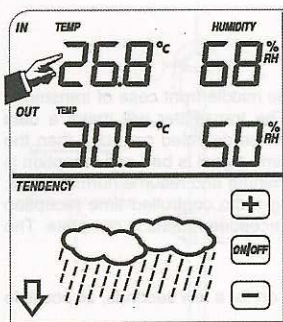 IN TEMP HUMIDITY
26.8 °C 68 % RH
OUT TEMP
30.5 °C 50 % RH
TENDENCY
+
ON/OFF
−